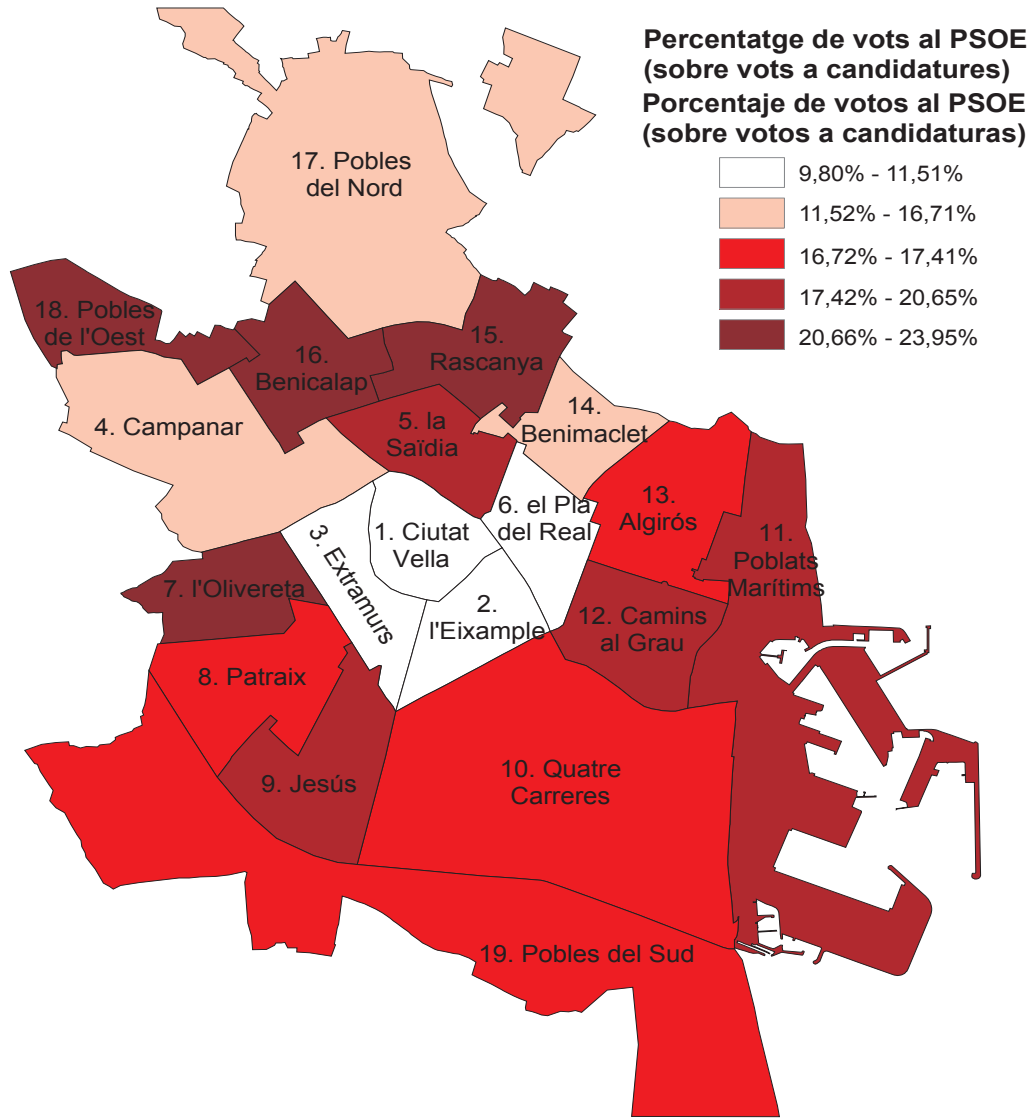 Percentatge de vots al PSOE
(sobre vots a candidatures)
Porcentaje de votos al PSOE
(sobre votos a candidaturas)
9,80% - 11,51%
11,52% - 16,71%
16,72% - 17,41%
17,42% - 20,65%
20,66% - 23,95%
17. Pobles
del Nord
18. Pobles
de l'Oest
16.
Benicalap
15.
Rascanya
4. Campanar
5. la
Saïdia
14.
Benimaclet
6. el Pla
del Real
13.
Algirós
11.
Poblats
Marítims
1. Ciutat
Vella
3. Extramurs
7. l'Olivereta
2.
l'Eixample
12. Camins
al Grau
8. Patraix
9. Jesús
10. Quatre
Carreres
19. Pobles del Sud